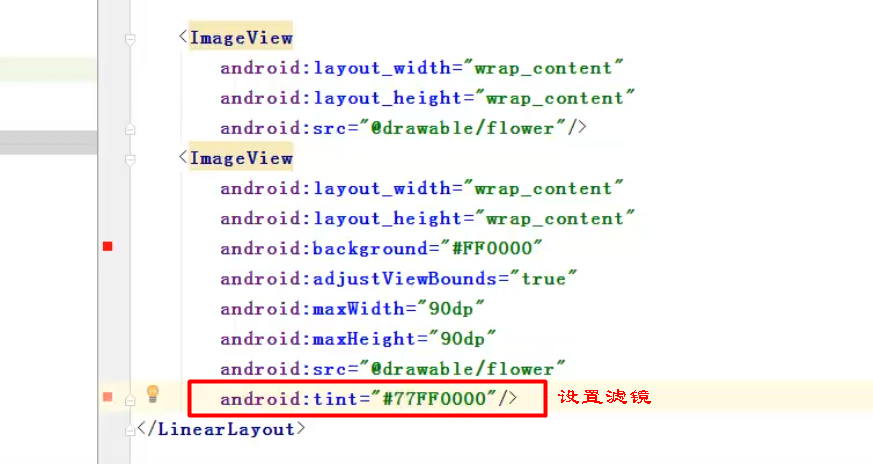 <ImageView
android:layout_width="wrap_content"
android:layout_height="wrap_content"
android:src="@drawable/flower"/>
<ImageView
android:layout_width="wrap_content"
android:layout_height="wrap_content"
android:background="#FF0000"
android:adjustViewBounds="true"
android:maxWidth="90dp"
android:maxHeight="90dp"
android:src="@drawable/flower"
android:tint="#77FF0000"/> 设置滤镜
</LinearLayout>